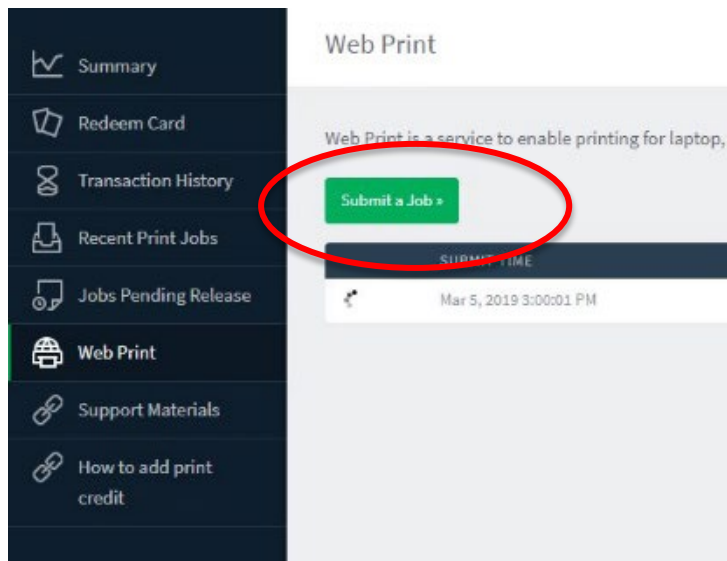 Summary
Redeem Card
Transaction History
Recent Print Jobs
Jobs Pending Release
Web Print
Support Materials
How to add print
credit
Web Print
Web Print is a service to enable printing for laptop,
Submit a Job »
SUBMIT TIME
Mar 5, 2019 3:00:01 PM